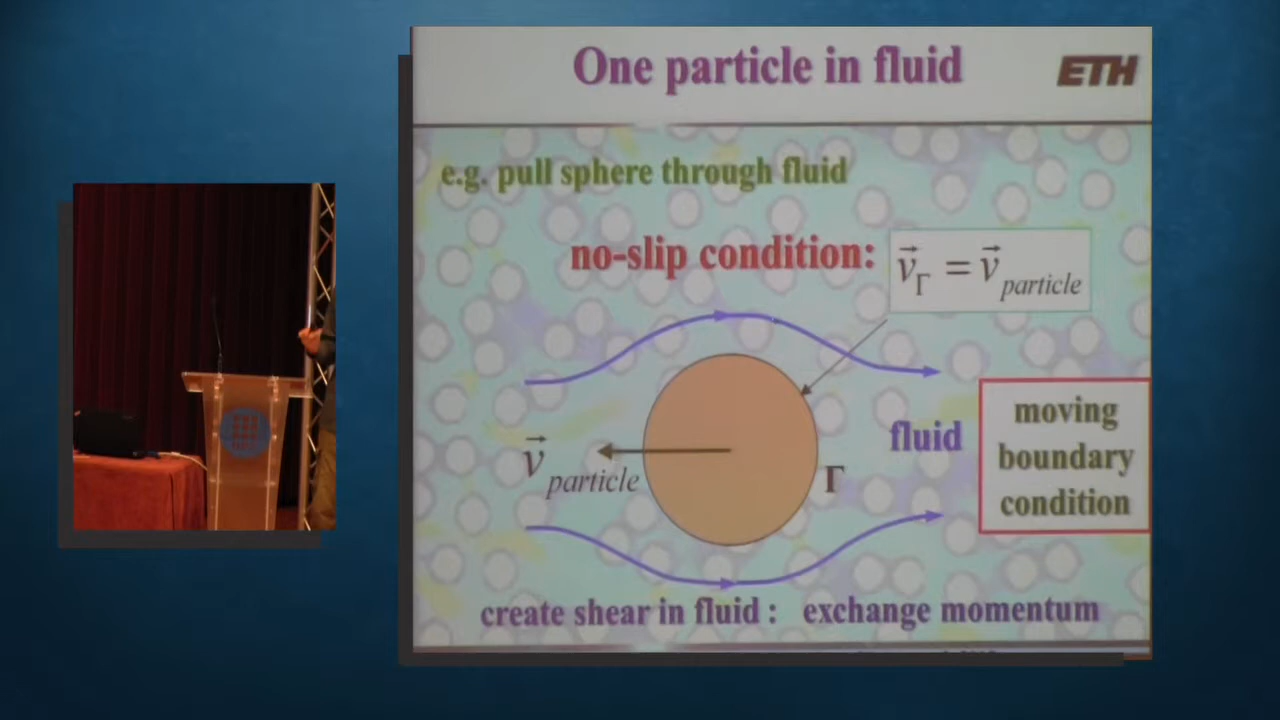 One particle in fluid
ETH
e.g. pull sphere through fluid
no-slip condition:
v⃗Γ = v⃗particle
fluid
moving
boundary
condition
v⃗particle
Γ
create shear in fluid : exchange momentum